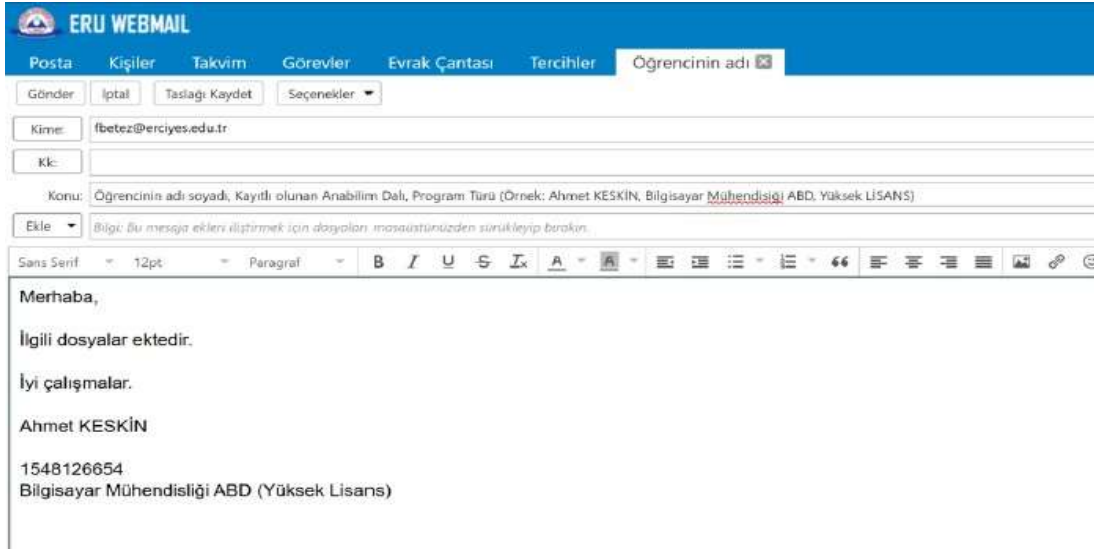 ERU WEBMAIL
Posta Kişiler Takvim Görevler Evrak Çantası Tercihler Öğrencinin adı
Gönder İptal Taslağı Kaydet Seçenekler
Kime: fbetez@erciyes.edu.tr
Kk:
Konu: Öğrencinin adı soyadı, Kayıtlı olunan Anabilim Dalı, Program Türü (Örnek: Ahmet KESKİN, Bilgisayar Mühendisiği ABD, Yüksek LİSANS)
Ekle Bilgi: Bu mesaja ekleri iliştirmek için dosyaları masaüstünüzden sürükleyip bırakın.
Sans Serif 12pt Paragraf B I U S Tx A A
Merhaba,
İlgili dosyalar ektedir.
İyi çalışmalar.
Ahmet KESKİN
1548126654
Bilgisayar Mühendisliği ABD (Yüksek Lisans)